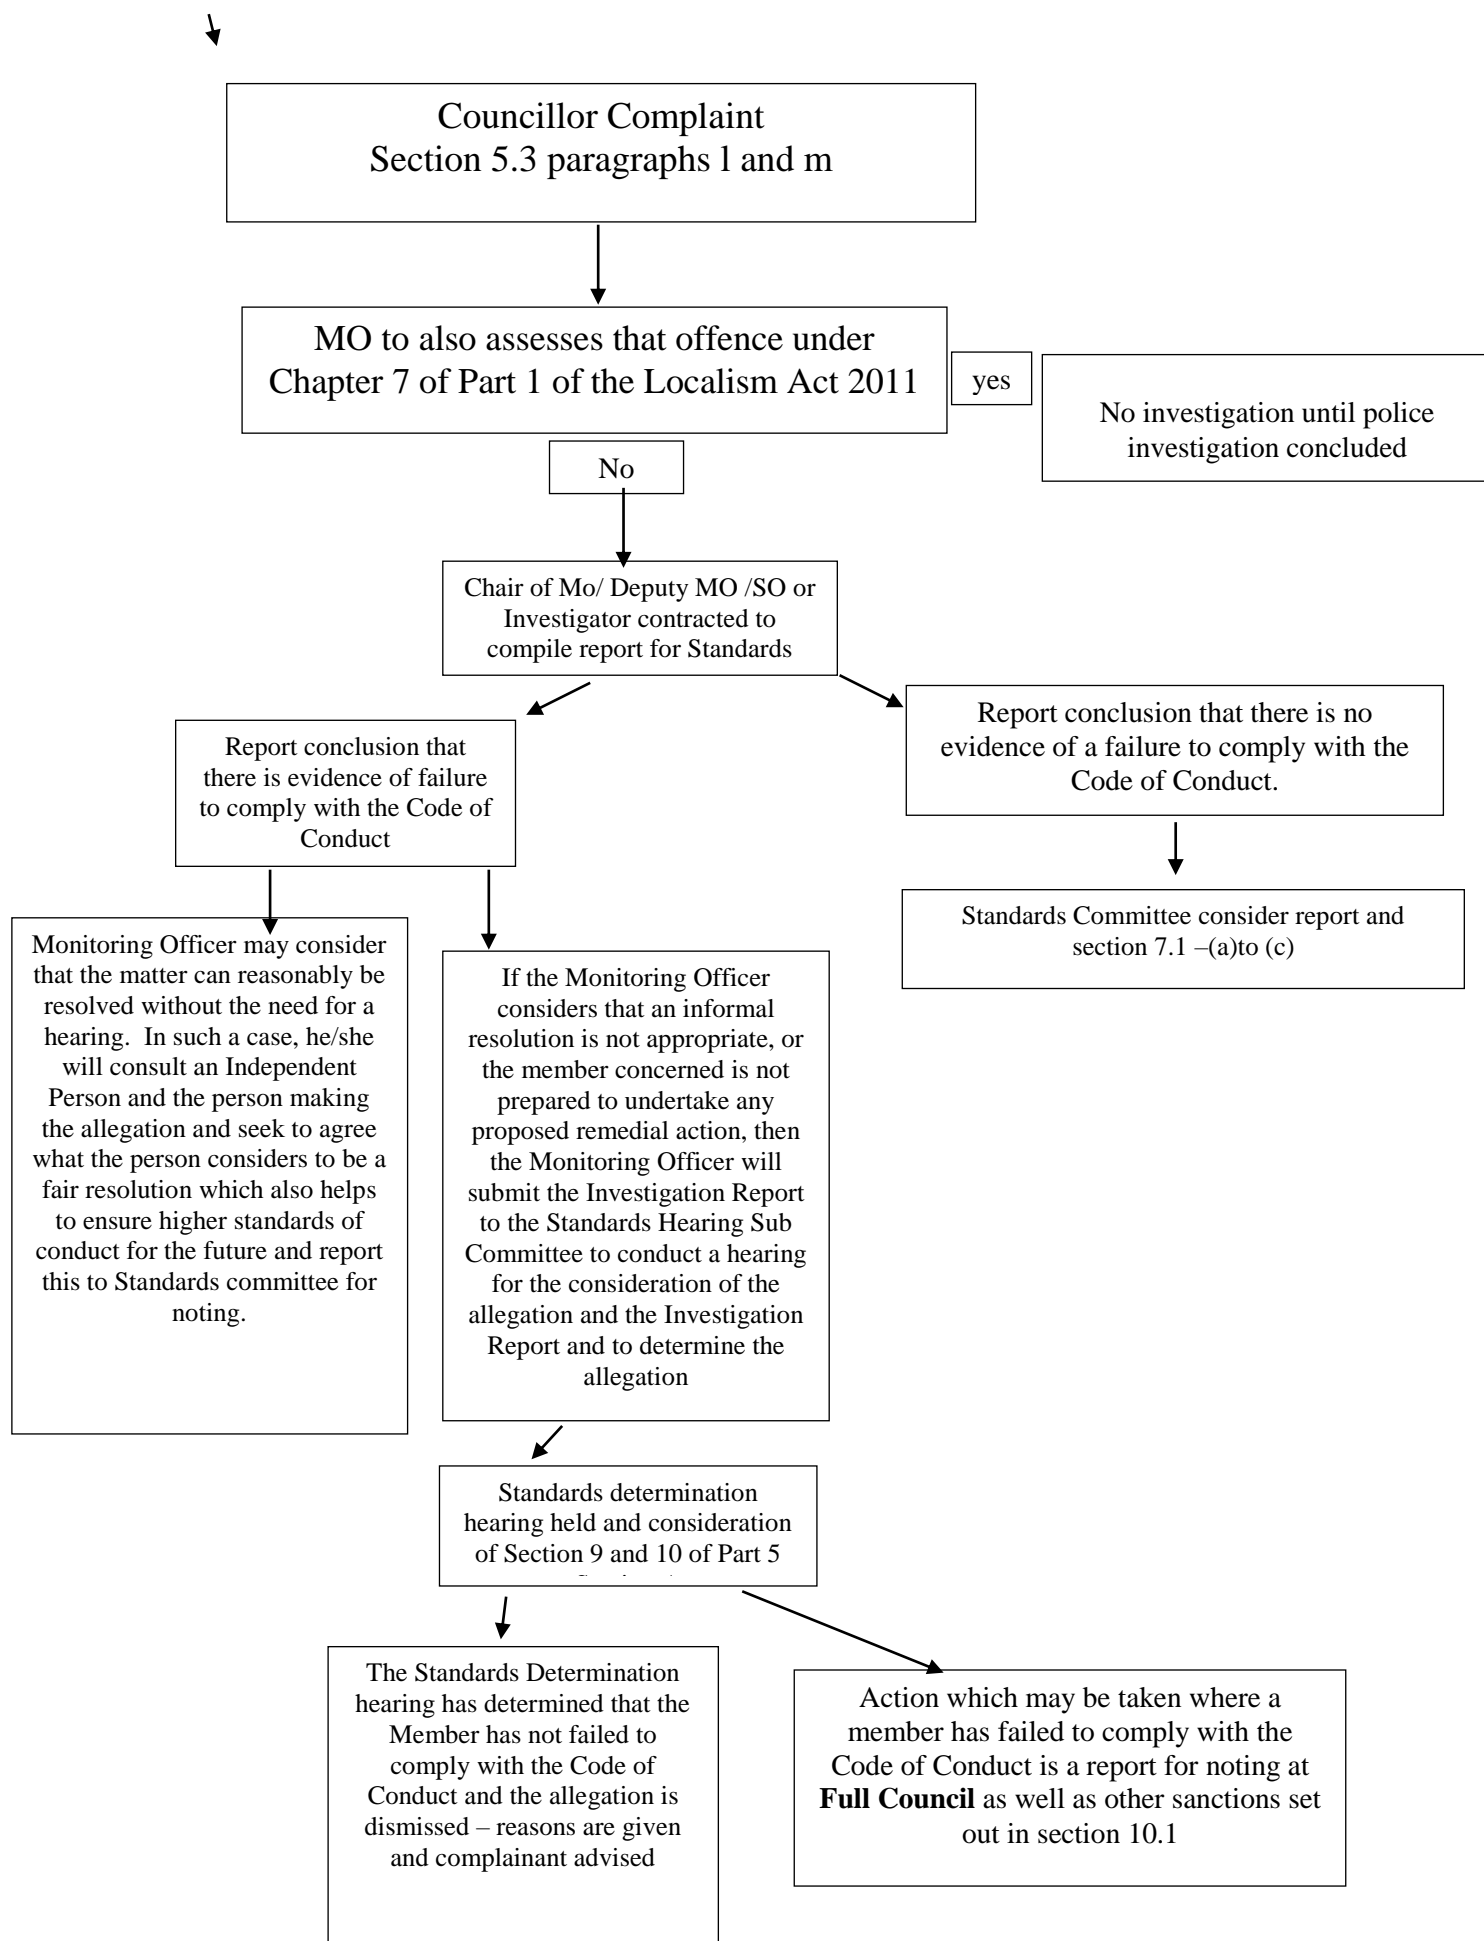 Councillor Complaint
Section 5.3 paragraphs l and m
MO to also assesses that offence under
Chapter 7 of Part 1 of the Localism Act 2011
yes
No investigation until police
investigation concluded
No
Chair of Mo/ Deputy MO /SO or
Investigator contracted to
compile report for Standards
Report conclusion that there is no
evidence of a failure to comply with the
Code of Conduct.
Report conclusion that
there is evidence of failure
to comply with the Code of
Conduct
Standards Committee consider report and
section 7.1 –(a)to (c)
Monitoring Officer may consider
that the matter can reasonably be
resolved without the need for a
hearing. In such a case, he/she
will consult an Independent
Person and the person making
the allegation and seek to agree
what the person considers to be a
fair resolution which also helps
to ensure higher standards of
conduct for the future and report
this to Standards committee for
noting.
If the Monitoring Officer
considers that an informal
resolution is not appropriate, or
the member concerned is not
prepared to undertake any
proposed remedial action, then
the Monitoring Officer will
submit the Investigation Report
to the Standards Hearing Sub
Committee to conduct a hearing
for the consideration of the
allegation and the Investigation
Report and to determine the
allegation
Standards determination
hearing held and consideration
of Section 9 and 10 of Part 5
The Standards Determination
hearing has determined that the
Member has not failed to
comply with the Code of
Conduct and the allegation is
dismissed – reasons are given
and complainant advised
Action which may be taken where a
member has failed to comply with the
Code of Conduct is a report for noting at
Full Council as well as other sanctions set
out in section 10.1